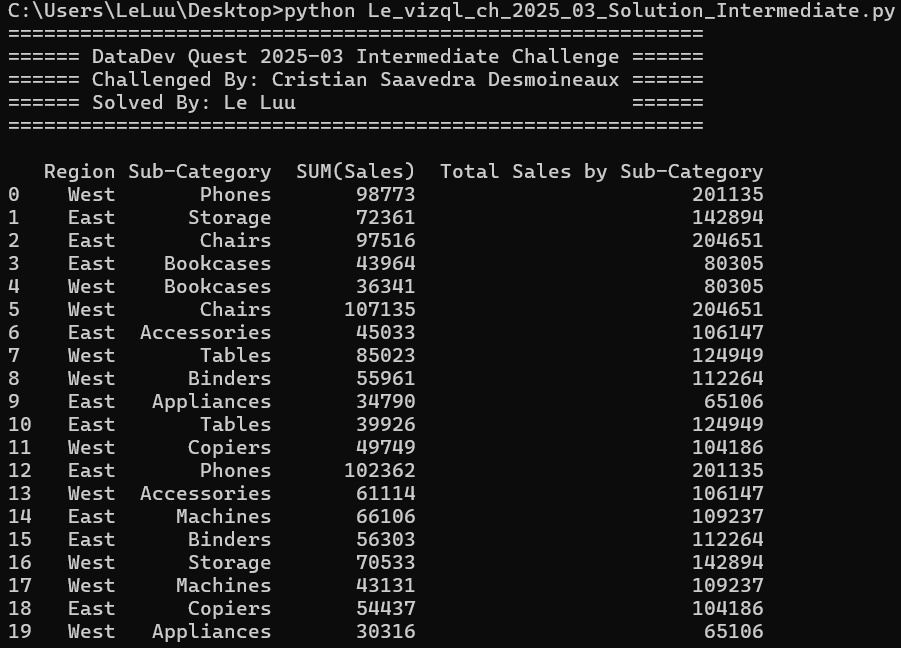 C:\Users\LeLuu\Desktop>python Le_vizql_ch_2025_03_Solution_Intermediate.py
==========================================================
====== DataDev Quest 2025-03 Intermediate Challenge ======
====== Challenged By: Cristian Saavedra Desmoineaux ======
====== Solved By: Le Luu                            ======
==========================================================

   Region Sub-Category  SUM(Sales)  Total Sales by Sub-Category
0    West       Phones       98773                       201135
1    East      Storage       72361                       142894
2    East       Chairs       97516                       204651
3    East    Bookcases       43964                        80305
4    West    Bookcases       36341                        80305
5    West       Chairs      107135                       204651
6    East  Accessories       45033                       106147
7    West       Tables       85023                       124949
8    West      Binders       55961                       112264
9    East   Appliances       34790                        65106
10   East       Tables       39926                       124949
11   West      Copiers       49749                       104186
12   East       Phones      102362                       201135
13   West  Accessories       61114                       106147
14   East     Machines       66106                       109237
15   East      Binders       56303                       112264
16   West      Storage       70533                       142894
17   West     Machines       43131                       109237
18   East      Copiers       54437                       104186
19   West   Appliances       30316                        65106